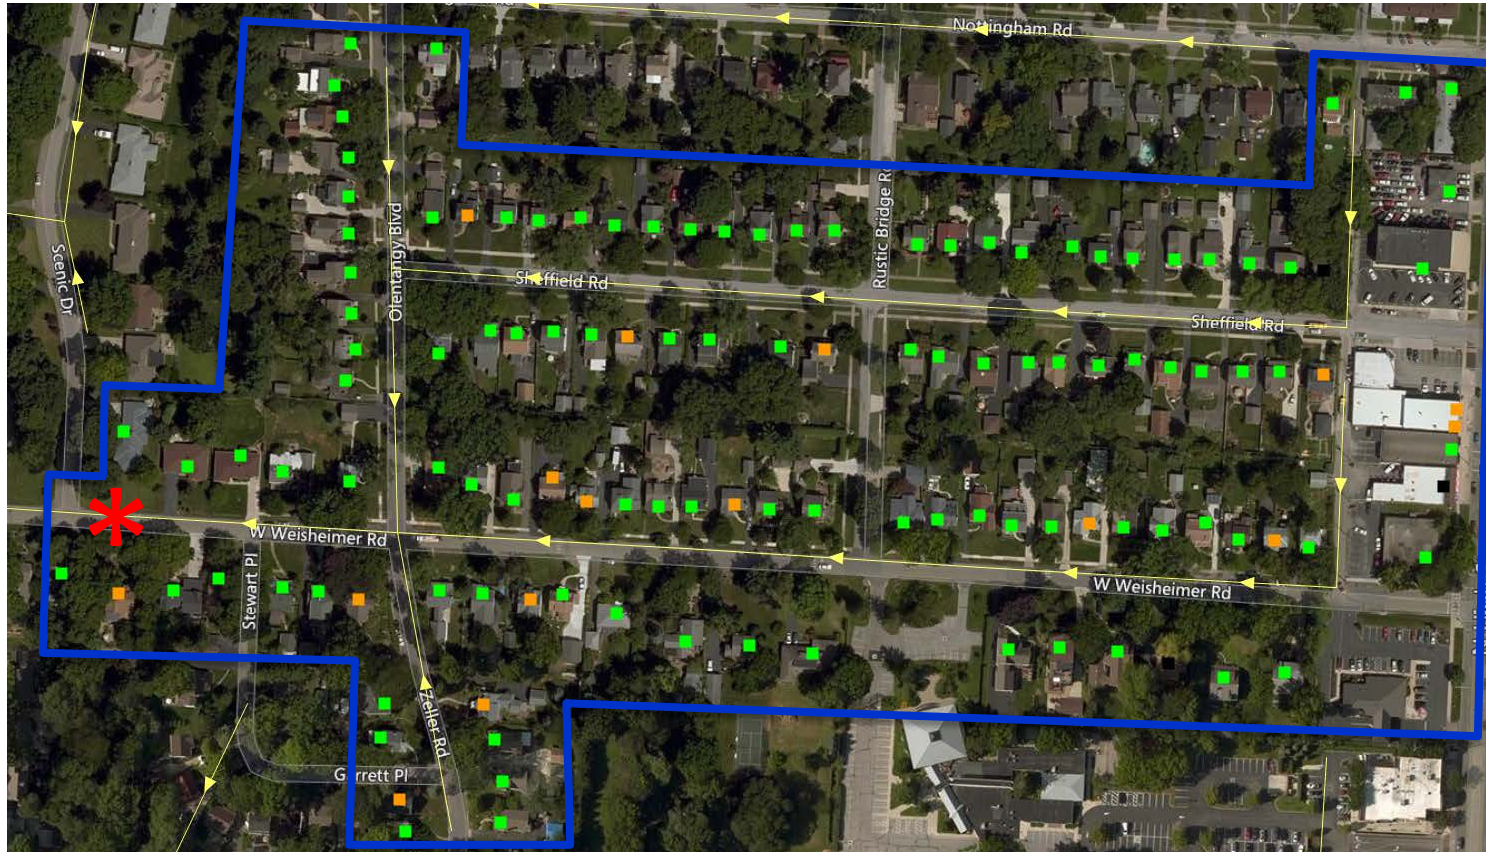 Nottingham Rd
Rustic Bridge Rd
Olentangy Blvd
Scenic Dr
Sheffield Rd
Sheffield Rd
W Weisheimer Rd
W Weisheimer Rd
Stewart Pl
Zeller Rd
Garrett Pl